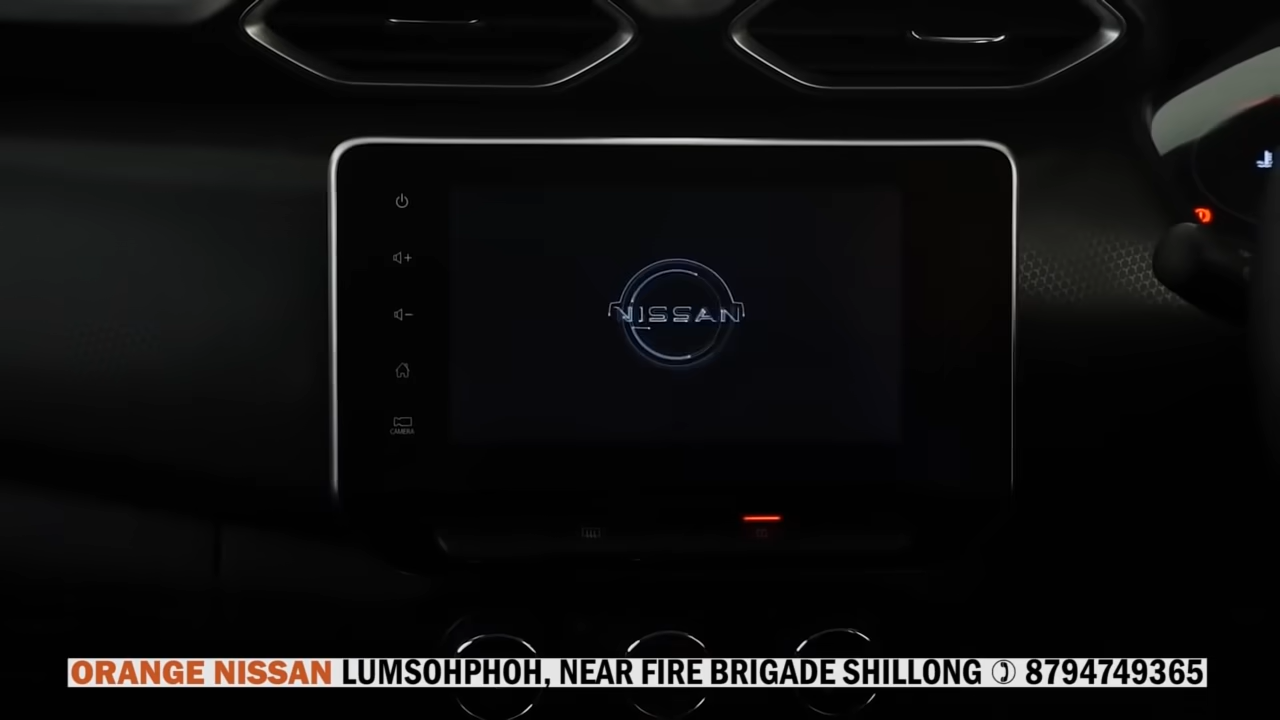 NISSAN
CAMERA
ORANGE NISSAN LUMSOHPHOH, NEAR FIRE BRIGADE SHILLONG ✆ 8794749365